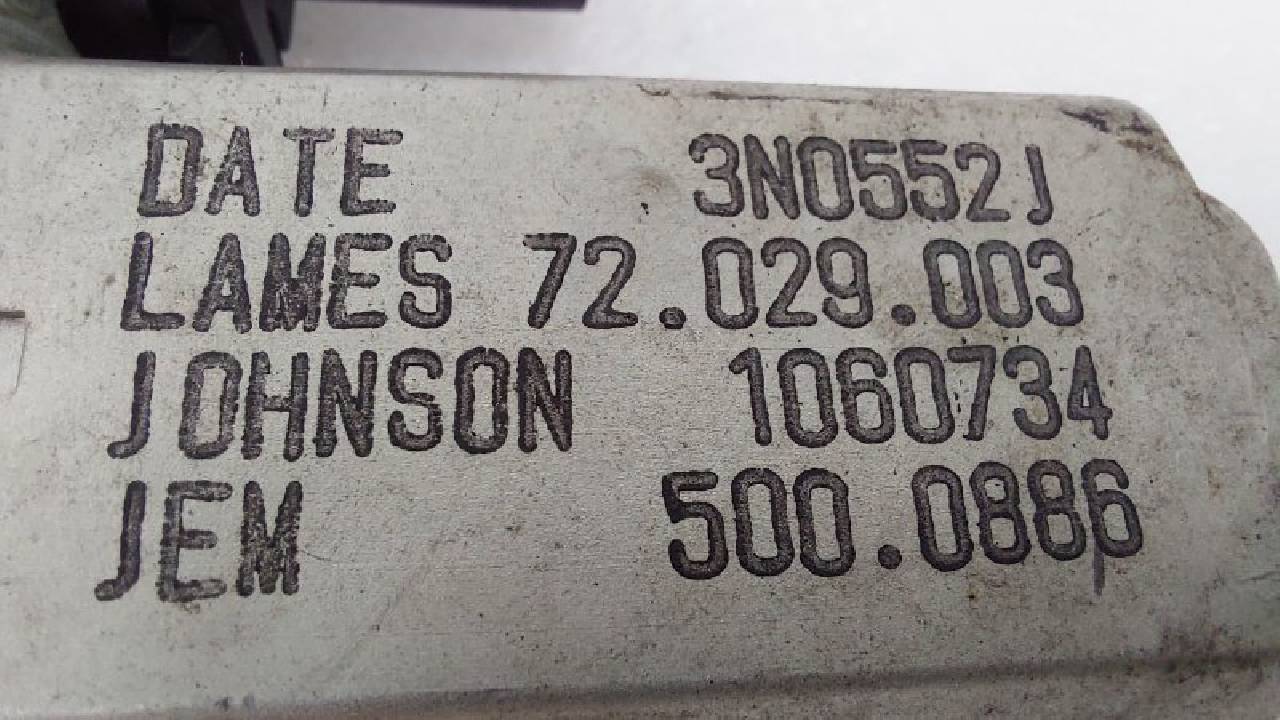 DATE 3N0552J
LAMES 72.029.003
JOHNSON 1060734
JEM 500.0886